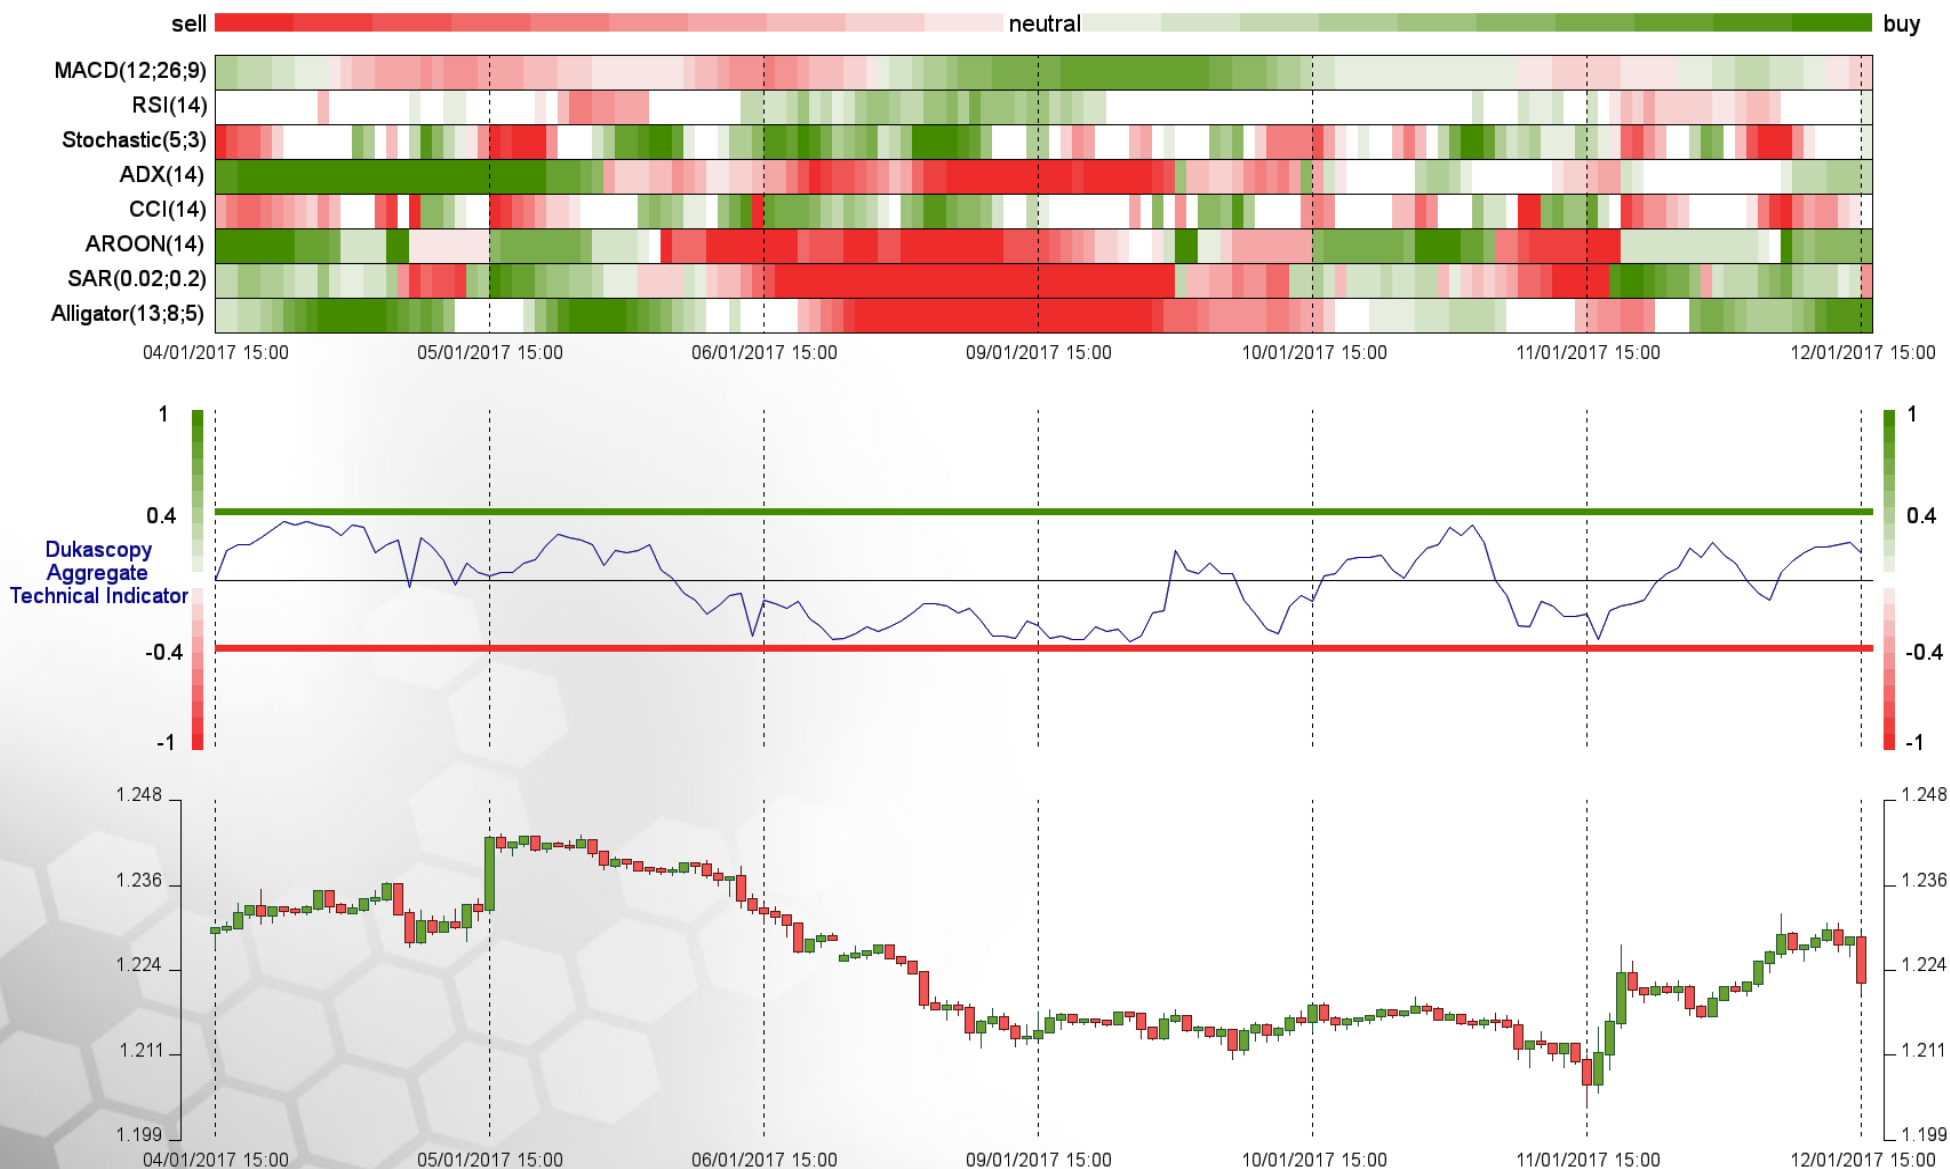 sell neutral buy
MACD(12;26;9)
RSI(14)
Stochastic(5;3)
ADX(14)
CCI(14)
AROON(14)
SAR(0.02;0.2)
Alligator(13;8;5)
04/01/2017 15:00 05/01/2017 15:00 06/01/2017 15:00 09/01/2017 15:00 10/01/2017 15:00 11/01/2017 15:00 12/01/2017 15:00
1 1
0.4 0.4
Dukascopy
Aggregate
Technical Indicator
-0.4 -0.4
-1 -1
1.248 1.248
1.236 1.236
1.224 1.224
1.211 1.211
1.199 1.199
04/01/2017 15:00 05/01/2017 15:00 06/01/2017 15:00 09/01/2017 15:00 10/01/2017 15:00 11/01/2017 15:00 12/01/2017 15:00